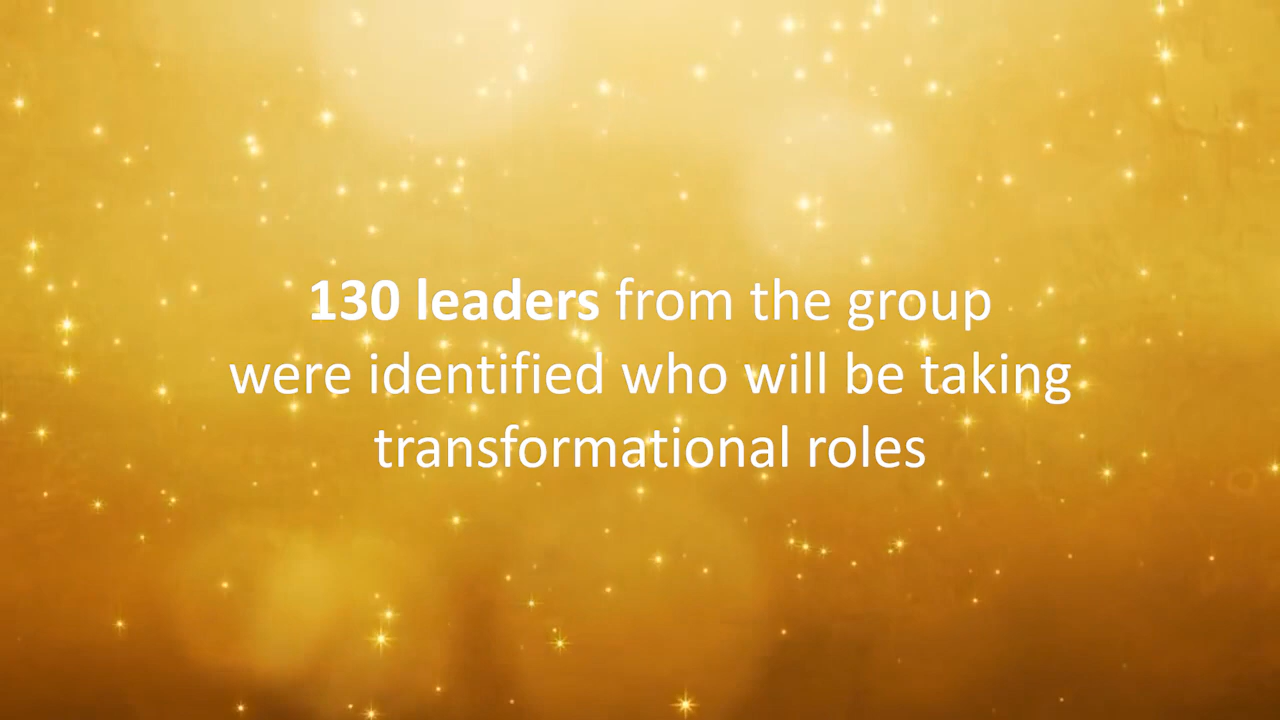 130 leaders from the group
were identified who will be taking
transformational roles